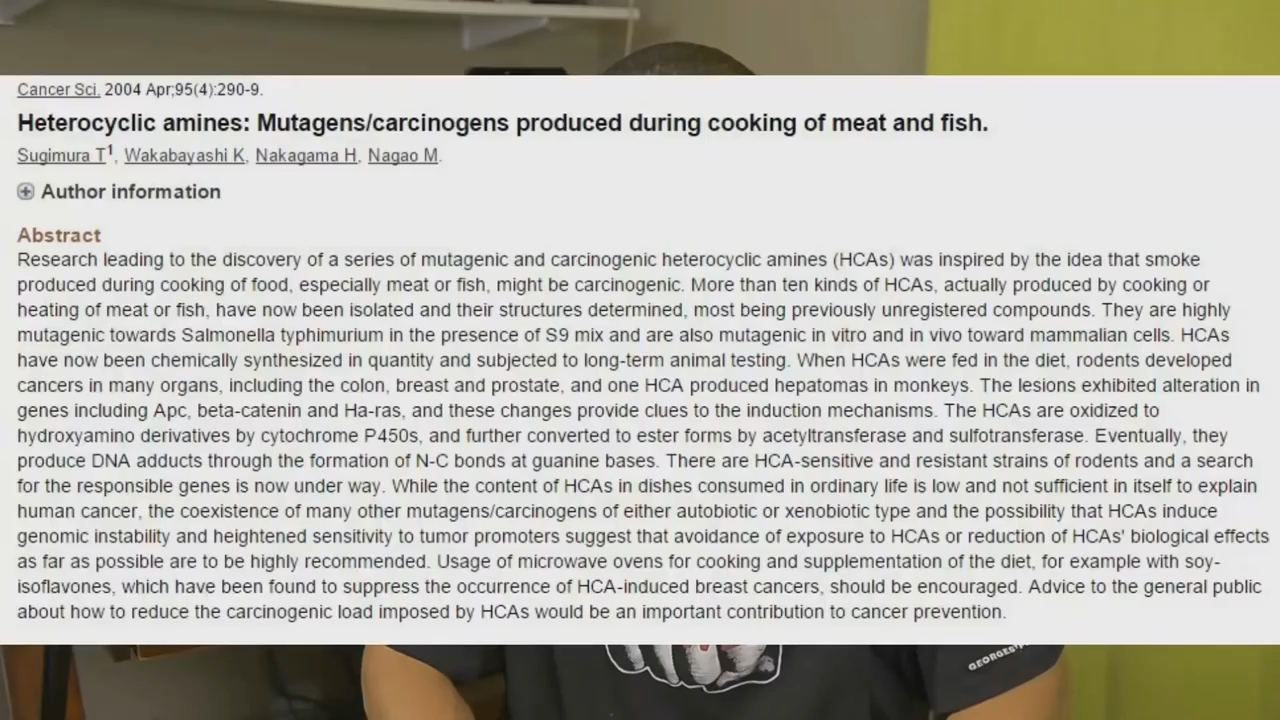 Cancer Sci. 2004 Apr;95(4):290-9.
Heterocyclic amines: Mutagens/carcinogens produced during cooking of meat and fish.
Sugimura T1, Wakabayashi K, Nakagama H, Nagao M.
Author information
Abstract
Research leading to the discovery of a series of mutagenic and carcinogenic heterocyclic amines (HCAs) was inspired by the idea that smoke
produced during cooking of food, especially meat or fish, might be carcinogenic. More than ten kinds of HCAs, actually produced by cooking or
heating of meat or fish, have now been isolated and their structures determined, most being previously unregistered compounds. They are highly
mutagenic towards Salmonella typhimurium in the presence of S9 mix and are also mutagenic in vitro and in vivo toward mammalian cells. HCAs
have now been chemically synthesized in quantity and subjected to long-term animal testing. When HCAs were fed in the diet, rodents developed
cancers in many organs, including the colon, breast and prostate, and one HCA produced hepatomas in monkeys. The lesions exhibited alteration in
genes including Apc, beta-catenin and Ha-ras, and these changes provide clues to the induction mechanisms. The HCAs are oxidized to
hydroxyamino derivatives by cytochrome P450s, and further converted to ester forms by acetyltransferase and sulfotransferase. Eventually, they
produce DNA adducts through the formation of N-C bonds at guanine bases. There are HCA-sensitive and resistant strains of rodents and a search
for the responsible genes is now under way. While the content of HCAs in dishes consumed in ordinary life is low and not sufficient in itself to explain
human cancer, the coexistence of many other mutagens/carcinogens of either autobiotic or xenobiotic type and the possibility that HCAs induce
genomic instability and heightened sensitivity to tumor promoters suggest that avoidance of exposure to HCAs or reduction of HCAs' biological effects
as far as possible are to be highly recommended. Usage of microwave ovens for cooking and supplementation of the diet, for example with soy-
isoflavones, which have been found to suppress the occurrence of HCA-induced breast cancers, should be encouraged. Advice to the general public
about how to reduce the carcinogenic load imposed by HCAs would be an important contribution to cancer prevention.